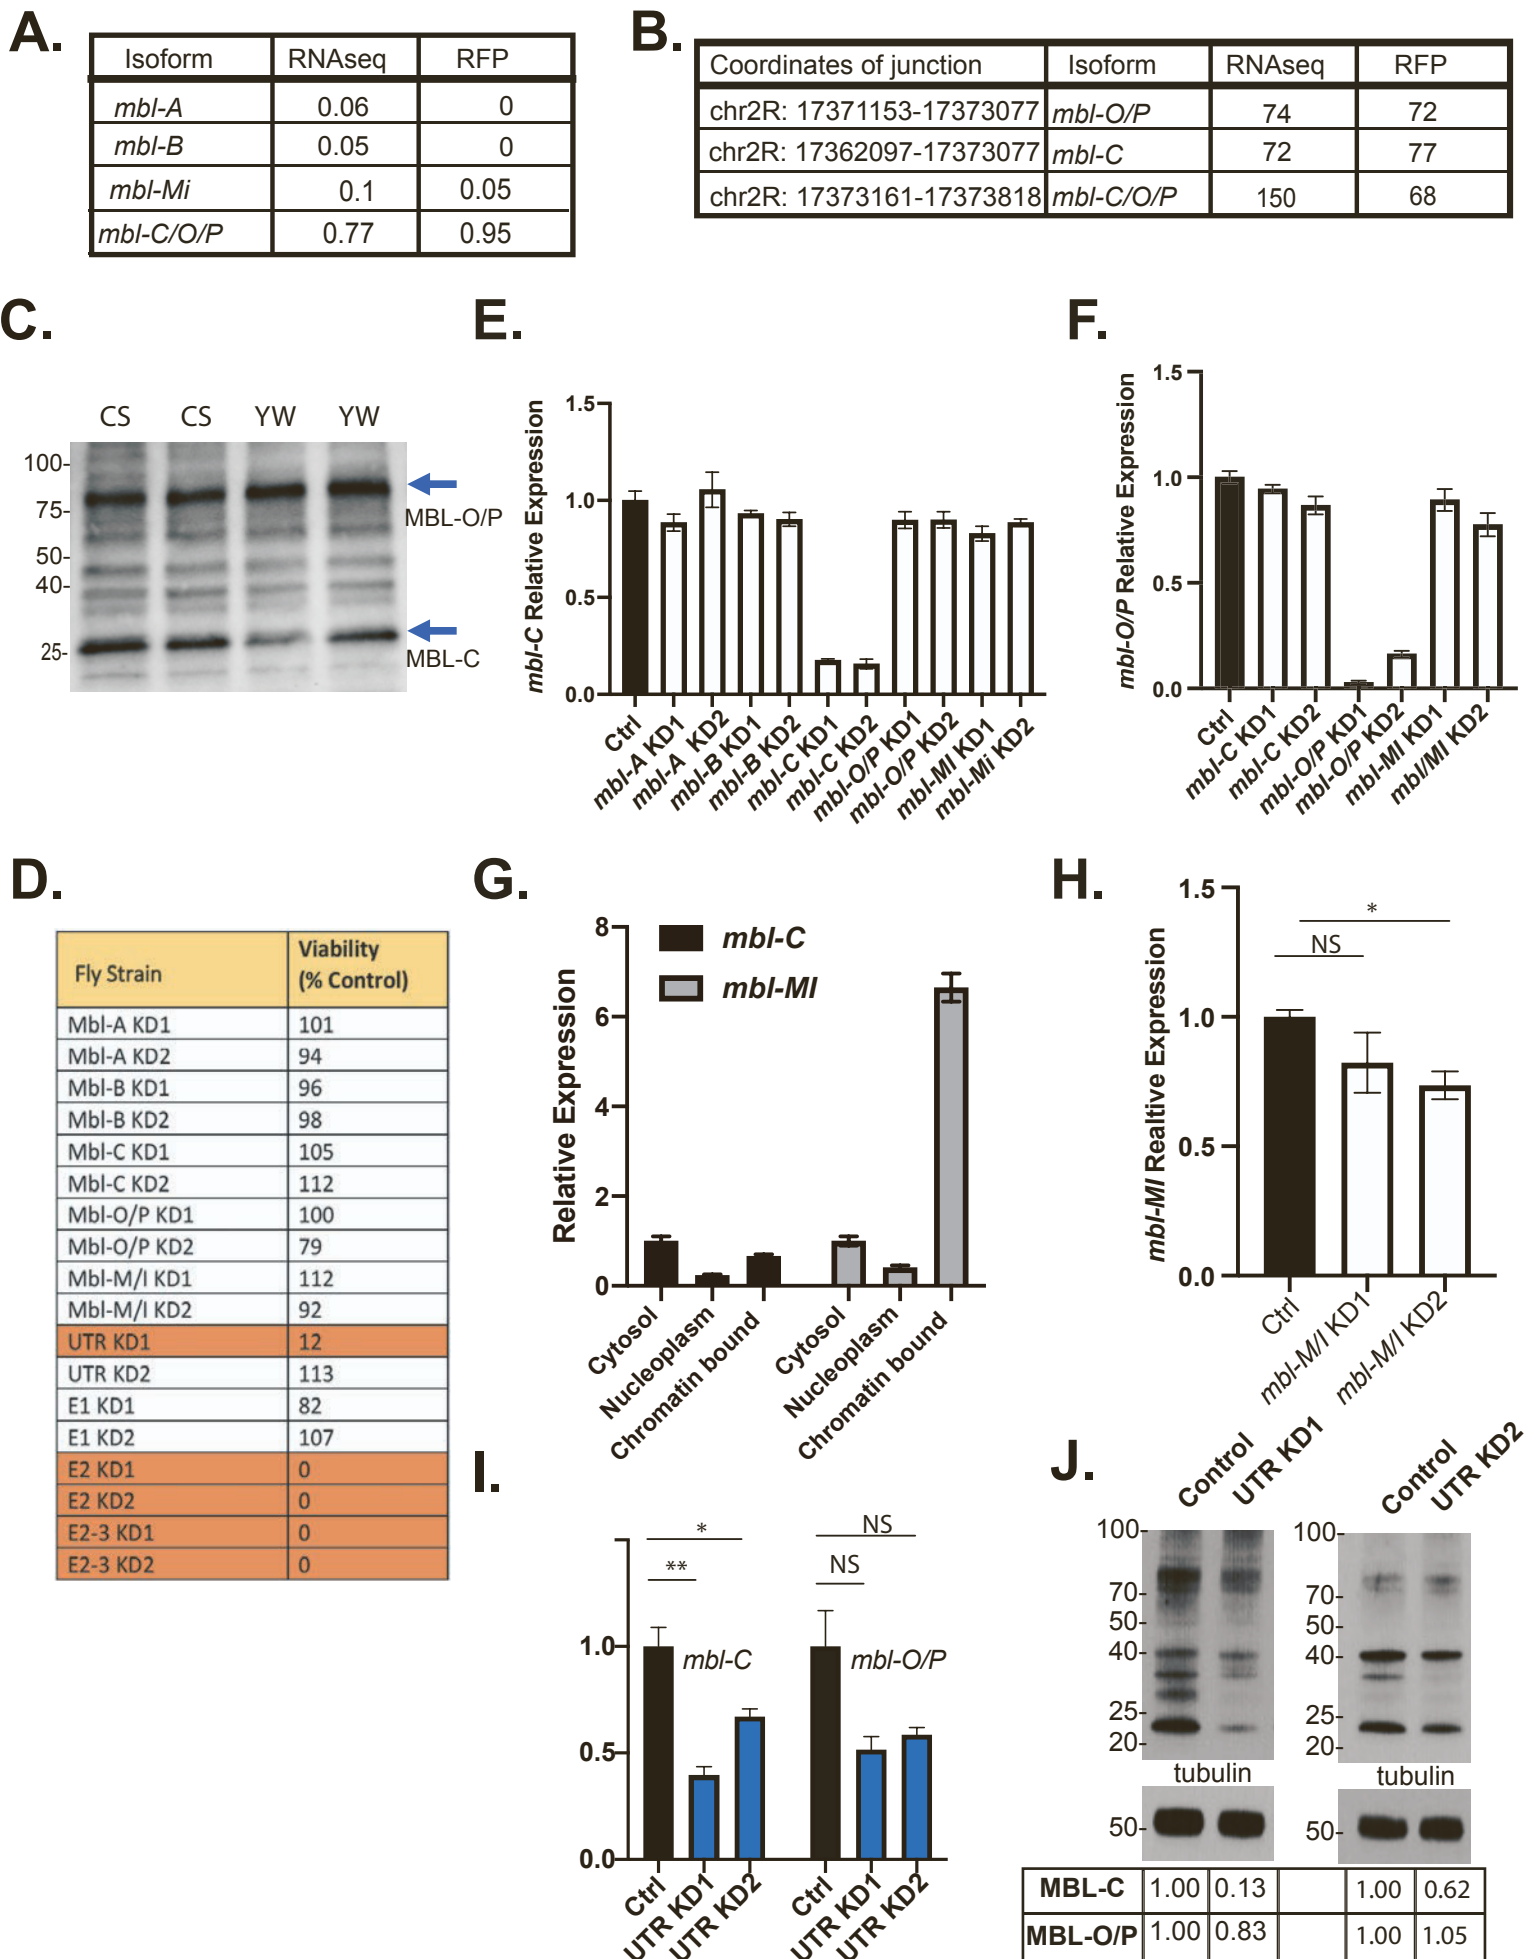 A.
Isoform RNAseq RFP
mbl-A 0.06 0
mbl-B 0.05 0
mbl-Mi 0.1 0.05
mbl-C/O/P 0.77 0.95
B.
Coordinates of junction Isoform RNAseq RFP
chr2R: 17371153-17373077 mbl-O/P 74 72
chr2R: 17362097-17373077 mbl-C 72 77
chr2R: 17373161-17373818 mbl-C/O/P 150 68
C.
CS CS YW YW
100-
75-
50-
40-
25-
MBL-O/P
MBL-C
E.
mbl-C Relative Expression
1.5
1.0
0.5
0.0
Ctrl
mbl-A KD1
mbl-A KD2
mbl-B KD1
mbl-B KD2
mbl-C KD1
mbl-C KD2
mbl-O/P KD1
mbl-O/P KD2
mbl-MI KD1
mbl-Mi KD2
F.
mbl-O/P Relative Expression
1.5
1.0
0.5
0.0
Ctrl
mbl-C KD1
mbl-C KD2
mbl-O/P KD1
mbl-O/P KD2
mbl-MI KD1
mbl/MI KD2
D.
Fly Strain Viability
(% Control)
Mbl-A KD1 101
Mbl-A KD2 94
Mbl-B KD1 96
Mbl-B KD2 98
Mbl-C KD1 105
Mbl-C KD2 112
Mbl-O/P KD1 100
Mbl-O/P KD2 79
Mbl-M/I KD1 112
Mbl-M/I KD2 92
UTR KD1 12
UTR KD2 113
E1 KD1 82
E1 KD2 107
E2 KD1 0
E2 KD2 0
E2-3 KD1 0
E2-3 KD2 0
G.
Relative Expression
8
6
4
2
0
mbl-C
mbl-MI
Cytosol
Nucleoplasm
Chromatin bound
Cytosol
Nucleoplasm
Chromatin bound
H.
mbl-MI Realtive Expression
1.5
1.0
0.5
0.0
*
NS
Ctrl
mbl-M/I KD1
mbl-M/I KD2
I.
1.0
0.5
0.0
*
**
NS
NS
mbl-C
mbl-O/P
Ctrl
UTR KD1
UTR KD2
Ctrl
UTR KD1
UTR KD2
J.
Control
UTR KD1
Control
UTR KD2
100-
70-
50-
40-
25-
20-
100-
70-
50-
40-
25-
20-
tubulin tubulin
50- 50-
MBL-C 1.00 0.13 1.00 0.62
MBL-O/P 1.00 0.83 1.00 1.05